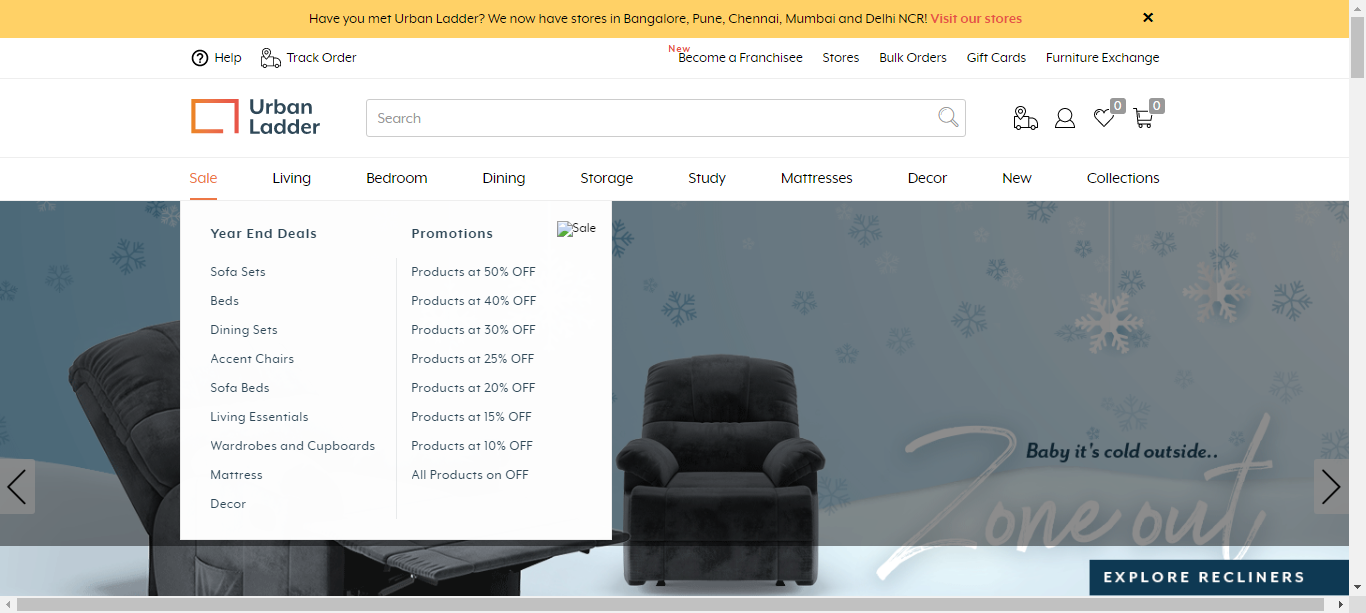 Have you met Urban Ladder? We now have stores in Bangalore, Pune, Chennai, Mumbai and Delhi NCR! Visit our stores
Help
Track Order
New
Become a Franchisee
Stores
Bulk Orders
Gift Cards
Furniture Exchange
Urban
Ladder
Search
0
0
Sale
Living
Bedroom
Dining
Storage
Study
Mattresses
Decor
New
Collections
Year End Deals
Sofa Sets
Beds
Dining Sets
Accent Chairs
Sofa Beds
Living Essentials
Wardrobes and Cupboards
Mattress
Decor
Promotions
Products at 50% OFF
Products at 40% OFF
Products at 30% OFF
Products at 25% OFF
Products at 20% OFF
Products at 15% OFF
Products at 10% OFF
All Products on OFF
Sale
Baby it's cold outside..
Zone out
EXPLORE RECLINERS